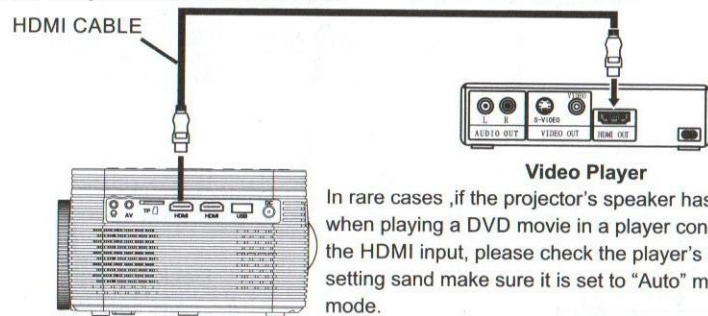 HDMI CABLE
L R
AUDIO OUT
S-VIDEO
VIDEO
VIDEO OUT
HDMI OUT
Video Player
AV
TF
HDMI
HDMI
USB
DC
In rare cases ,if the projector's speaker has
when playing a DVD movie in a player con
the HDMI input, please check the player's
setting sand make sure it is set to “Auto” m
mode.